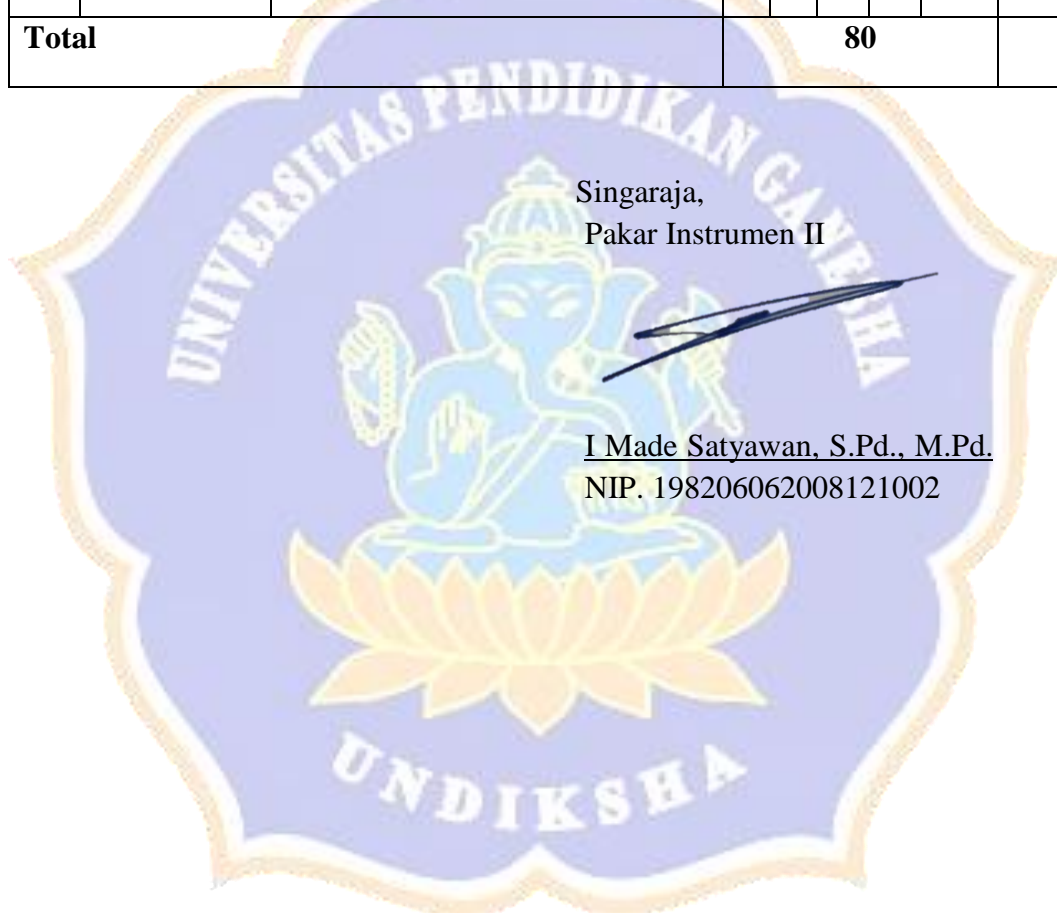 Total 80
UNIVERSITAS PENDIDIKAN GANESHA
Singaraja,
Pakar Instrumen II
I Made Satyawan, S.Pd., M.Pd.
NIP. 198206062008121002
UNDIKSHA